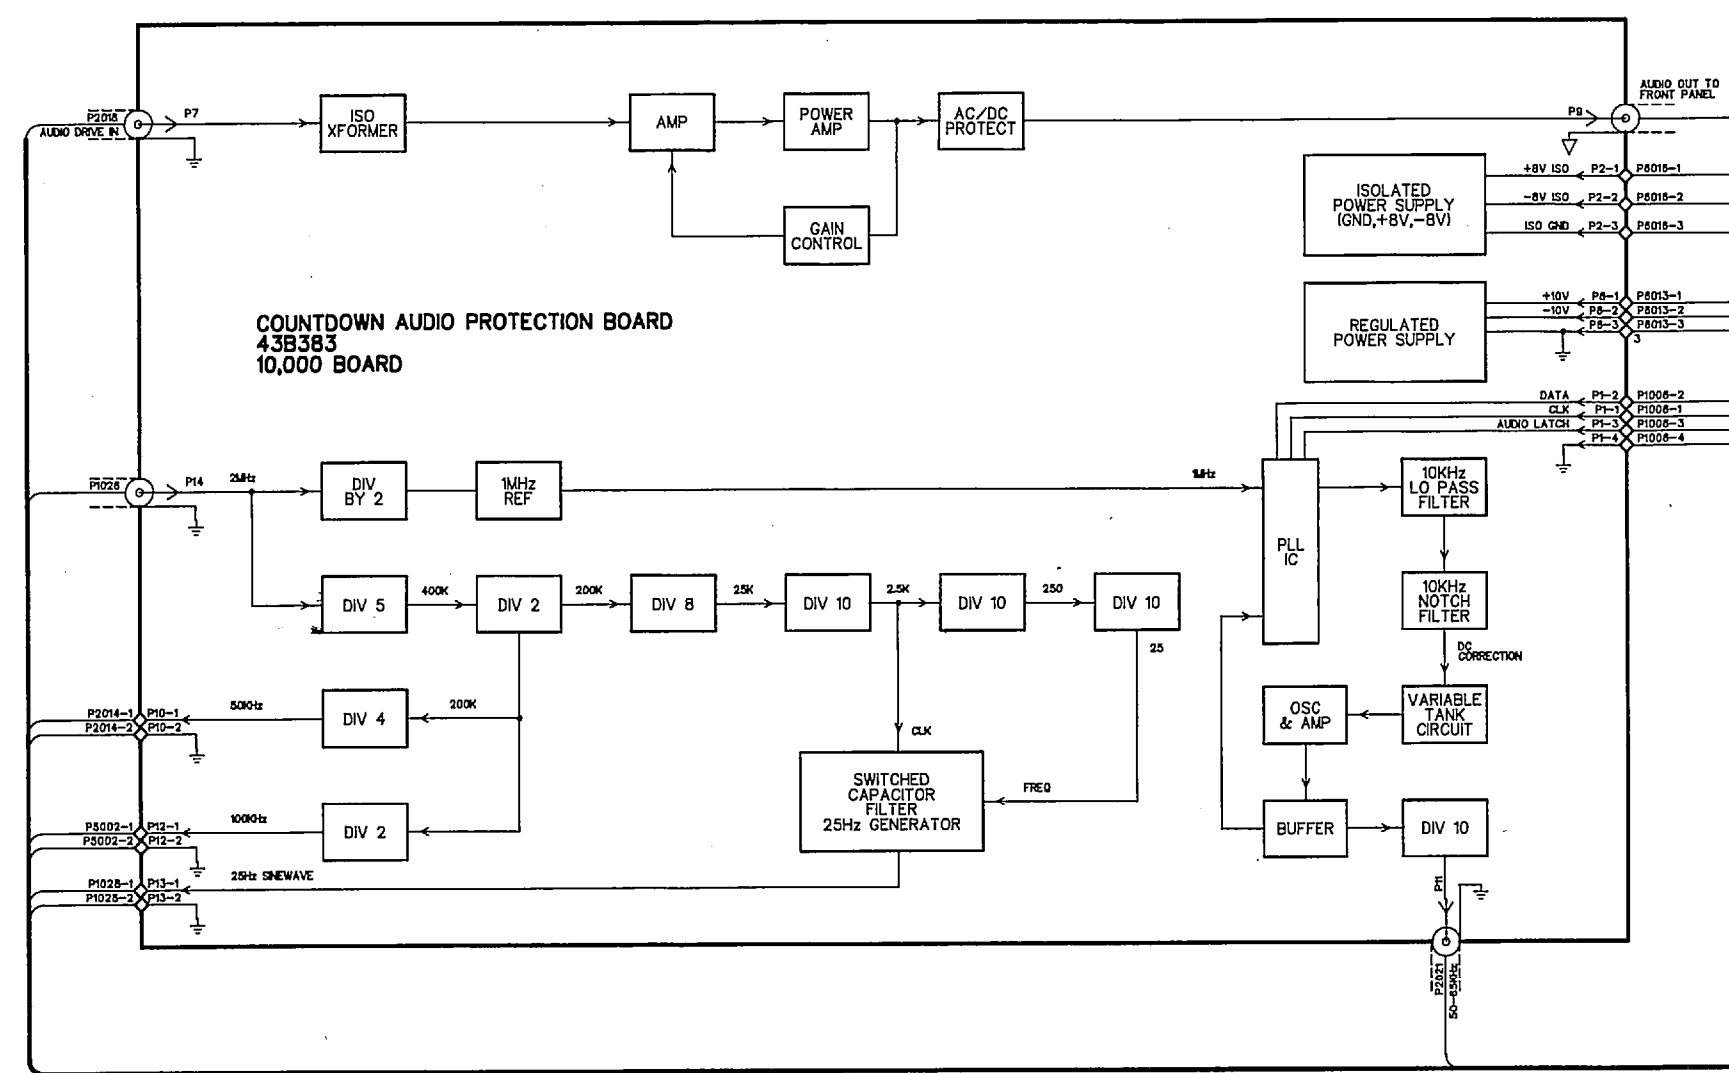 AUDIO OUT TO
FRONT PANEL
P2018
AUDIO DRIVE IN
P7
ISO
XFORMER
AMP
POWER
AMP
AC/DC
PROTECT
P9
GAIN
CONTROL
ISOLATED
POWER SUPPLY
(GND,+8V,-8V)
+8V ISO P2-1 P6016-1
-8V ISO P2-2 P6016-2
ISO GND P2-3 P6016-3
COUNTDOWN AUDIO PROTECTION BOARD
43B383
10,000 BOARD
REGULATED
POWER SUPPLY
+10V P8-1 P6013-1
-10V P8-2 P6013-2
P8-3 P6013-3
3
DATA P1-2 P1008-2
CLK P1-1 P1008-1
AUDIO LATCH P1-3 P1008-3
P1-4 P1008-4
P1026
P14
2MHz
DIV
BY 2
1MHz
REF
1MHz
PLL
IC
10KHz
LO PASS
FILTER
10KHz
NOTCH
FILTER
DC
CORRECTION
DIV 5
400K
DIV 2
200K
DIV 8
25K
DIV 10
2.5K
DIV 10
250
DIV 10
25
P2014-1 P10-1
P2014-2 P10-2
50KHz
DIV 4
200K
CLK
OSC
& AMP
VARIABLE
TANK
CIRCUIT
SWITCHED
CAPACITOR
FILTER
25Hz GENERATOR
FREQ
P5002-1 P12-1
P5002-2 P12-2
100KHz
DIV 2
BUFFER
DIV 10
P1028-1 P13-1
P1028-2 P13-2
25Hz SINEWAVE
P11
P2021
50-85KHz